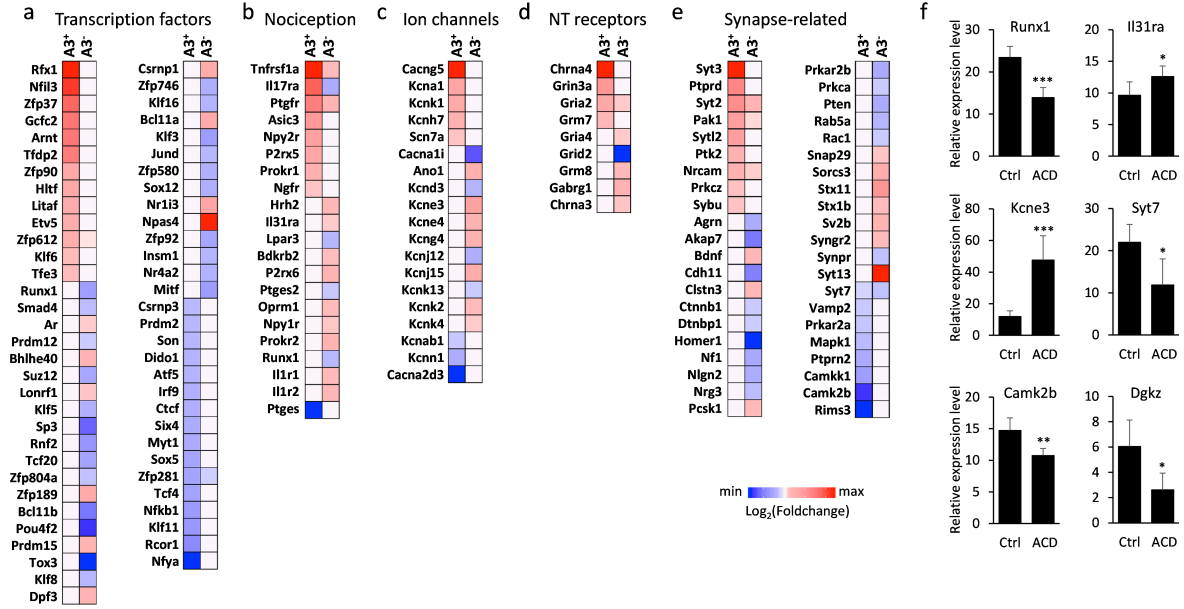 a
Transcription factors
A3+ A3-
Rfx1
Nfil3
Zfp37
Gcfc2
Arnt
Tfdp2
Zfp90
Hltf
Litaf
Etv5
Zfp612
Klf6
Tfe3
Runx1
Smad4
Ar
Prdm12
Bhlhe40
Suz12
Lonrf1
Klf5
Sp3
Rnf2
Tcf20
Zfp804a
Zfp189
Bcl11b
Pou4f2
Prdm15
Tox3
Klf8
Dpf3
A3+ A3-
Csrnp1
Zfp746
Klf16
Bcl11a
Klf3
Jund
Zfp580
Sox12
Nr1i3
Npas4
Zfp92
Insm1
Nr4a2
Mitf
Csrnp3
Prdm2
Son
Dido1
Atf5
Irf9
Ctcf
Six4
Myt1
Sox5
Zfp281
Tcf4
Nfkb1
Klf11
Rcor1
Nfya
b
Nociception
A3+ A3-
Tnfrsf1a
Il17ra
Ptgfr
Asic3
Npy2r
P2rx5
Prokr1
Ngfr
Hrh2
Il31ra
Lpar3
Bdkrb2
P2rx6
Ptges2
Oprm1
Npy1r
Prokr2
Runx1
Il1r1
Il1r2
Ptges
c
Ion channels
A3+ A3-
Cacng5
Kcna1
Kcnk1
Kcnh7
Scn7a
Cacna1i
Ano1
Kcnd3
Kcne3
Kcne4
Kcng4
Kcnj12
Kcnj15
Kcnk13
Kcnk2
Kcnk4
Kcnab1
Kcnn1
Cacna2d3
d
NT receptors
A3+ A3-
Chrna4
Grin3a
Gria2
Grm7
Gria4
Grid2
Grm8
Gabrg1
Chrna3
e
Synapse-related
A3+ A3-
Syt3
Ptprd
Syt2
Pak1
Sytl2
Ptk2
Nrcam
Prkcz
Sybu
Agrn
Akap7
Bdnf
Cdh11
Clstn3
Ctnnb1
Dtnbp1
Homer1
Nf1
Nlgn2
Nrg3
Pcsk1
A3+ A3-
Prkar2b
Prkca
Pten
Rab5a
Rac1
Snap29
Sorcs3
Stx11
Stx1b
Sv2b
Syngr2
Synpr
Syt13
Syt7
Vamp2
Prkar2a
Mapk1
Ptprn2
Camkk1
Camk2b
Rims3
min max
Log2(Foldchange)
f
Runx1
Relative expression level
30
20
10
0
***
Ctrl ACD
Il31ra
20
15
10
5
0
*
Ctrl ACD
Kcne3
Relative expression level
80
60
40
20
0
***
Ctrl ACD
Syt7
30
20
10
0
*
Ctrl ACD
Camk2b
Relative expression level
20
15
10
5
0
**
Ctrl ACD
Dgkz
10
8
6
4
2
0
*
Ctrl ACD